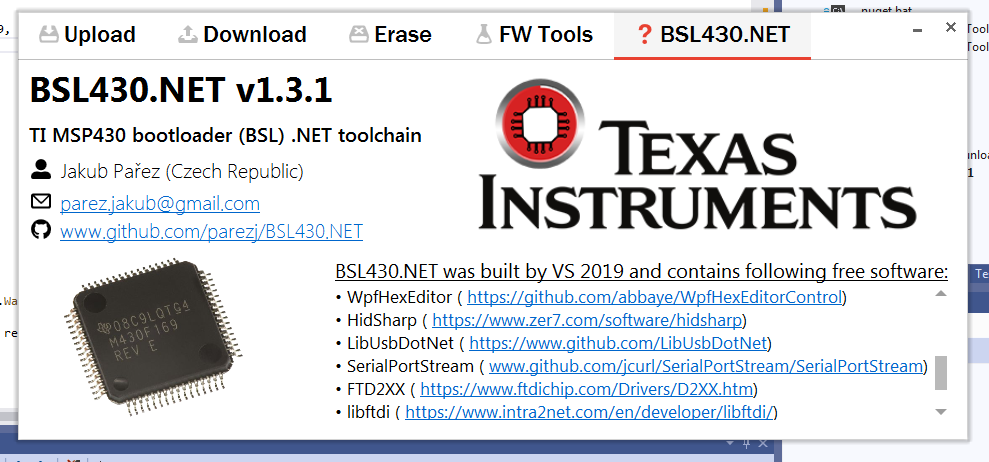 nuget.bat
Upload Download Erase FW Tools ? BSL430.NET
BSL430.NET v1.3.1
TI MSP430 bootloader (BSL) .NET toolchain
Jakub Pařez (Czech Republic)
parez.jakub@gmail.com
www.github.com/parezj/BSL430.NET
TEXAS
INSTRUMENTS
08C9LQTG4
M430F169
REV E
BSL430.NET was built by VS 2019 and contains following free software:
• WpfHexEditor ( https://github.com/abbaye/WpfHexEditorControl)
• HidSharp ( https://www.zer7.com/software/hidsharp)
• LibUsbDotNet ( https://www.github.com/LibUsbDotNet)
• SerialPortStream ( www.github.com/jcurl/SerialPortStream/SerialPortStream)
• FTD2XX ( https://www.ftdichip.com/Drivers/D2XX.htm)
• libftdi ( https://www.intra2net.com/en/developer/libftdi/)